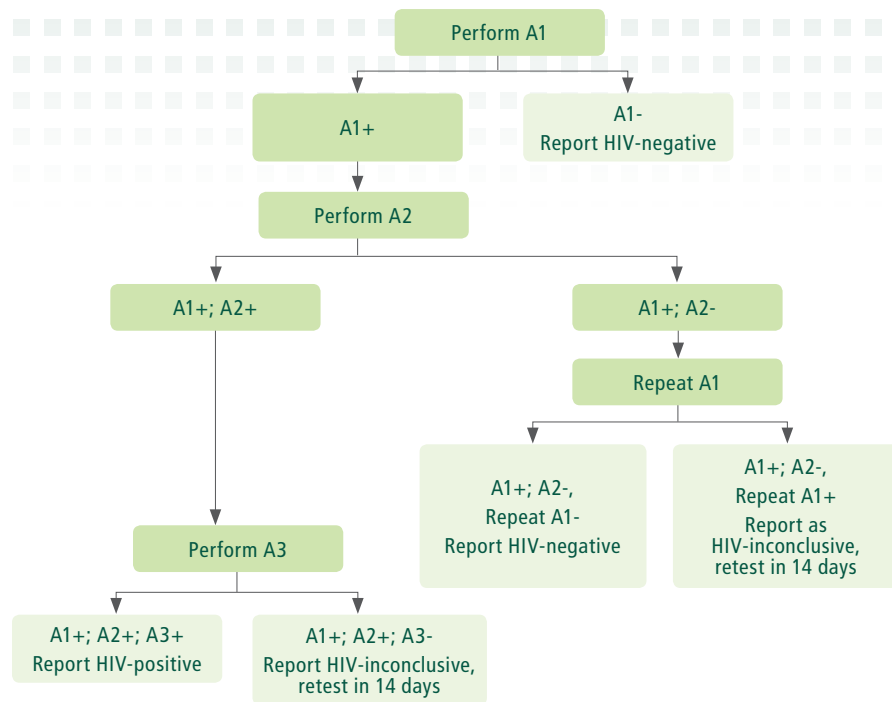 Perform A1
A1+
A1-
Report HIV-negative
Perform A2
A1+; A2+
A1+; A2-
Repeat A1
A1+; A2-,
Repeat A1-
Report HIV-negative
A1+; A2-,
Repeat A1+
Report as
HIV-inconclusive,
retest in 14 days
Perform A3
A1+; A2+; A3+
Report HIV-positive
A1+; A2+; A3-
Report HIV-inconclusive,
retest in 14 days